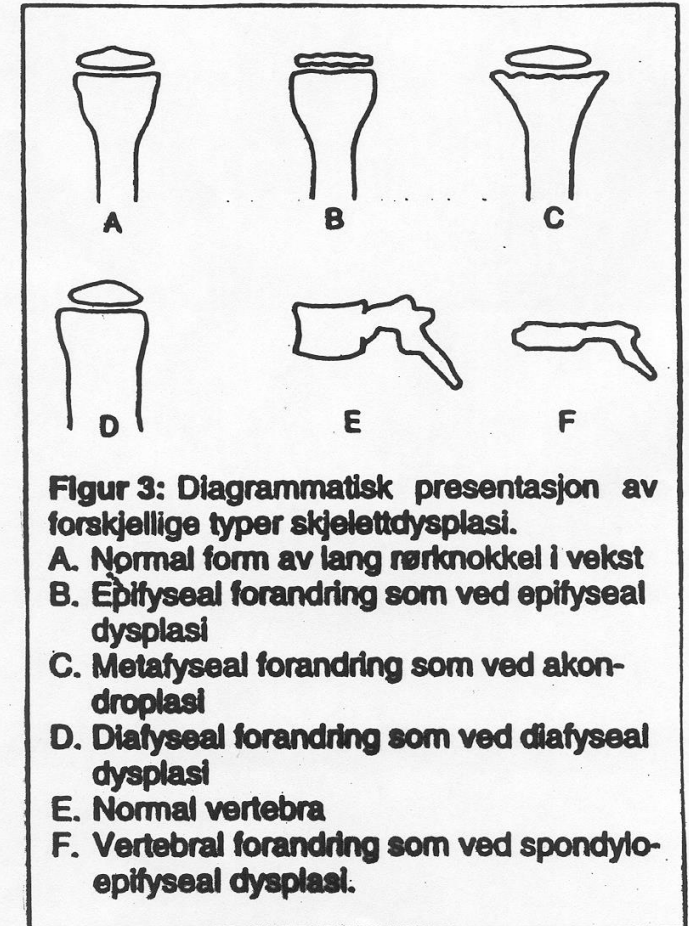 A
B
C
D
E
F
Figur 3: Diagrammatisk presentasjon av
forskjellige typer skjelettdysplasi.
A. Normal form av lang rørknokkel i vekst
B. Epifyseal forandring som ved epifyseal
dysplasi
C. Metafyseal forandring som ved akon-
droplasi
D. Diafyseal forandring som ved diafyseal
dysplasi
E. Normal vertebra
F. Vertebral forandring som ved spondylo-
epifyseal dysplasi.